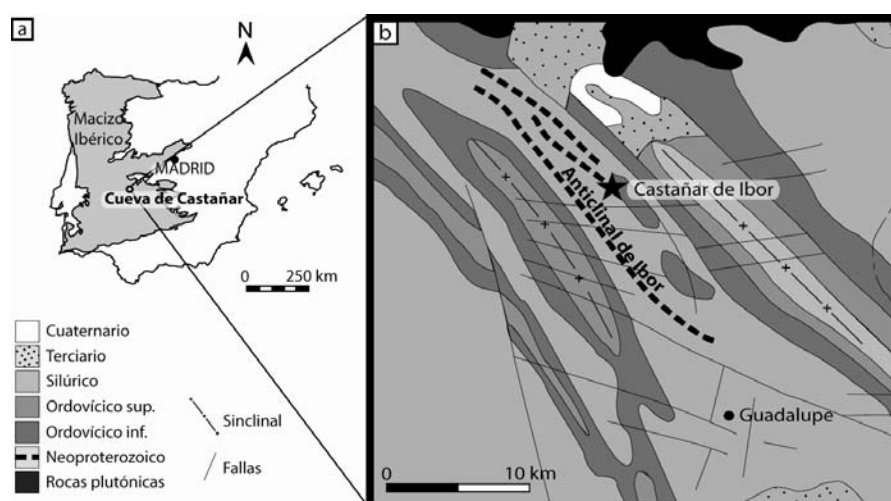 a
N
Macizo
Ibérico
MADRID
Cueva de Castañar
0 250 km
Cuaternario
Terciario
Silúrico
Ordovícico sup.
Ordovícico inf.
Neoproterozoico
Rocas plutónicas
Sinclinal
Fallas
b
Castañar de Ibor
Anticlinal de Ibor
Guadalupe
0 10 km